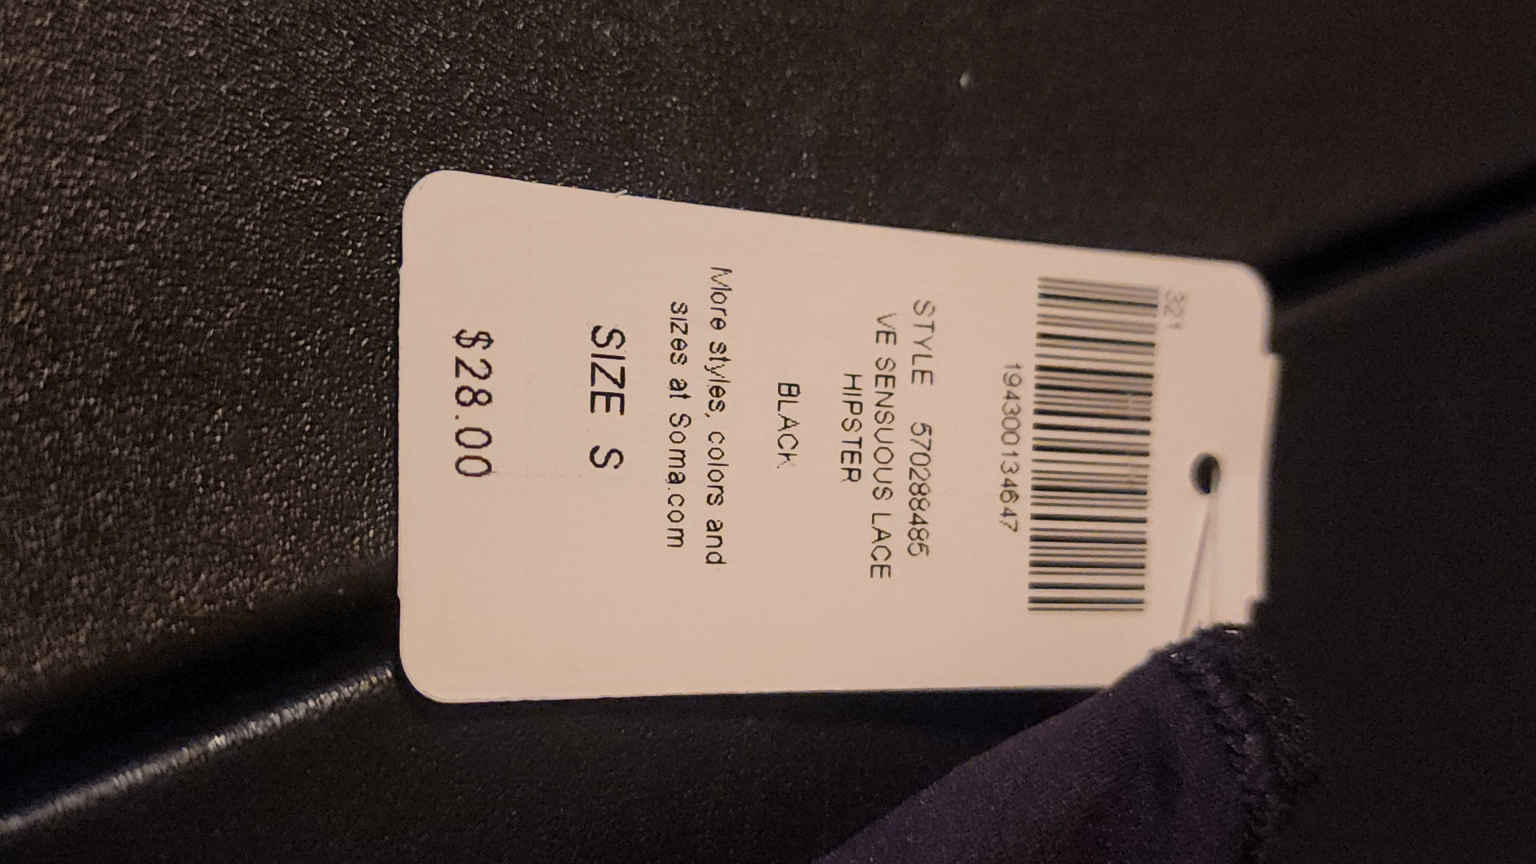 321
194300134647
STYLE 570288485
VE SENSUOUS LACE
HIPSTER
BLACK
More styles, colors and
sizes at Soma.com
SIZE S
$28.00